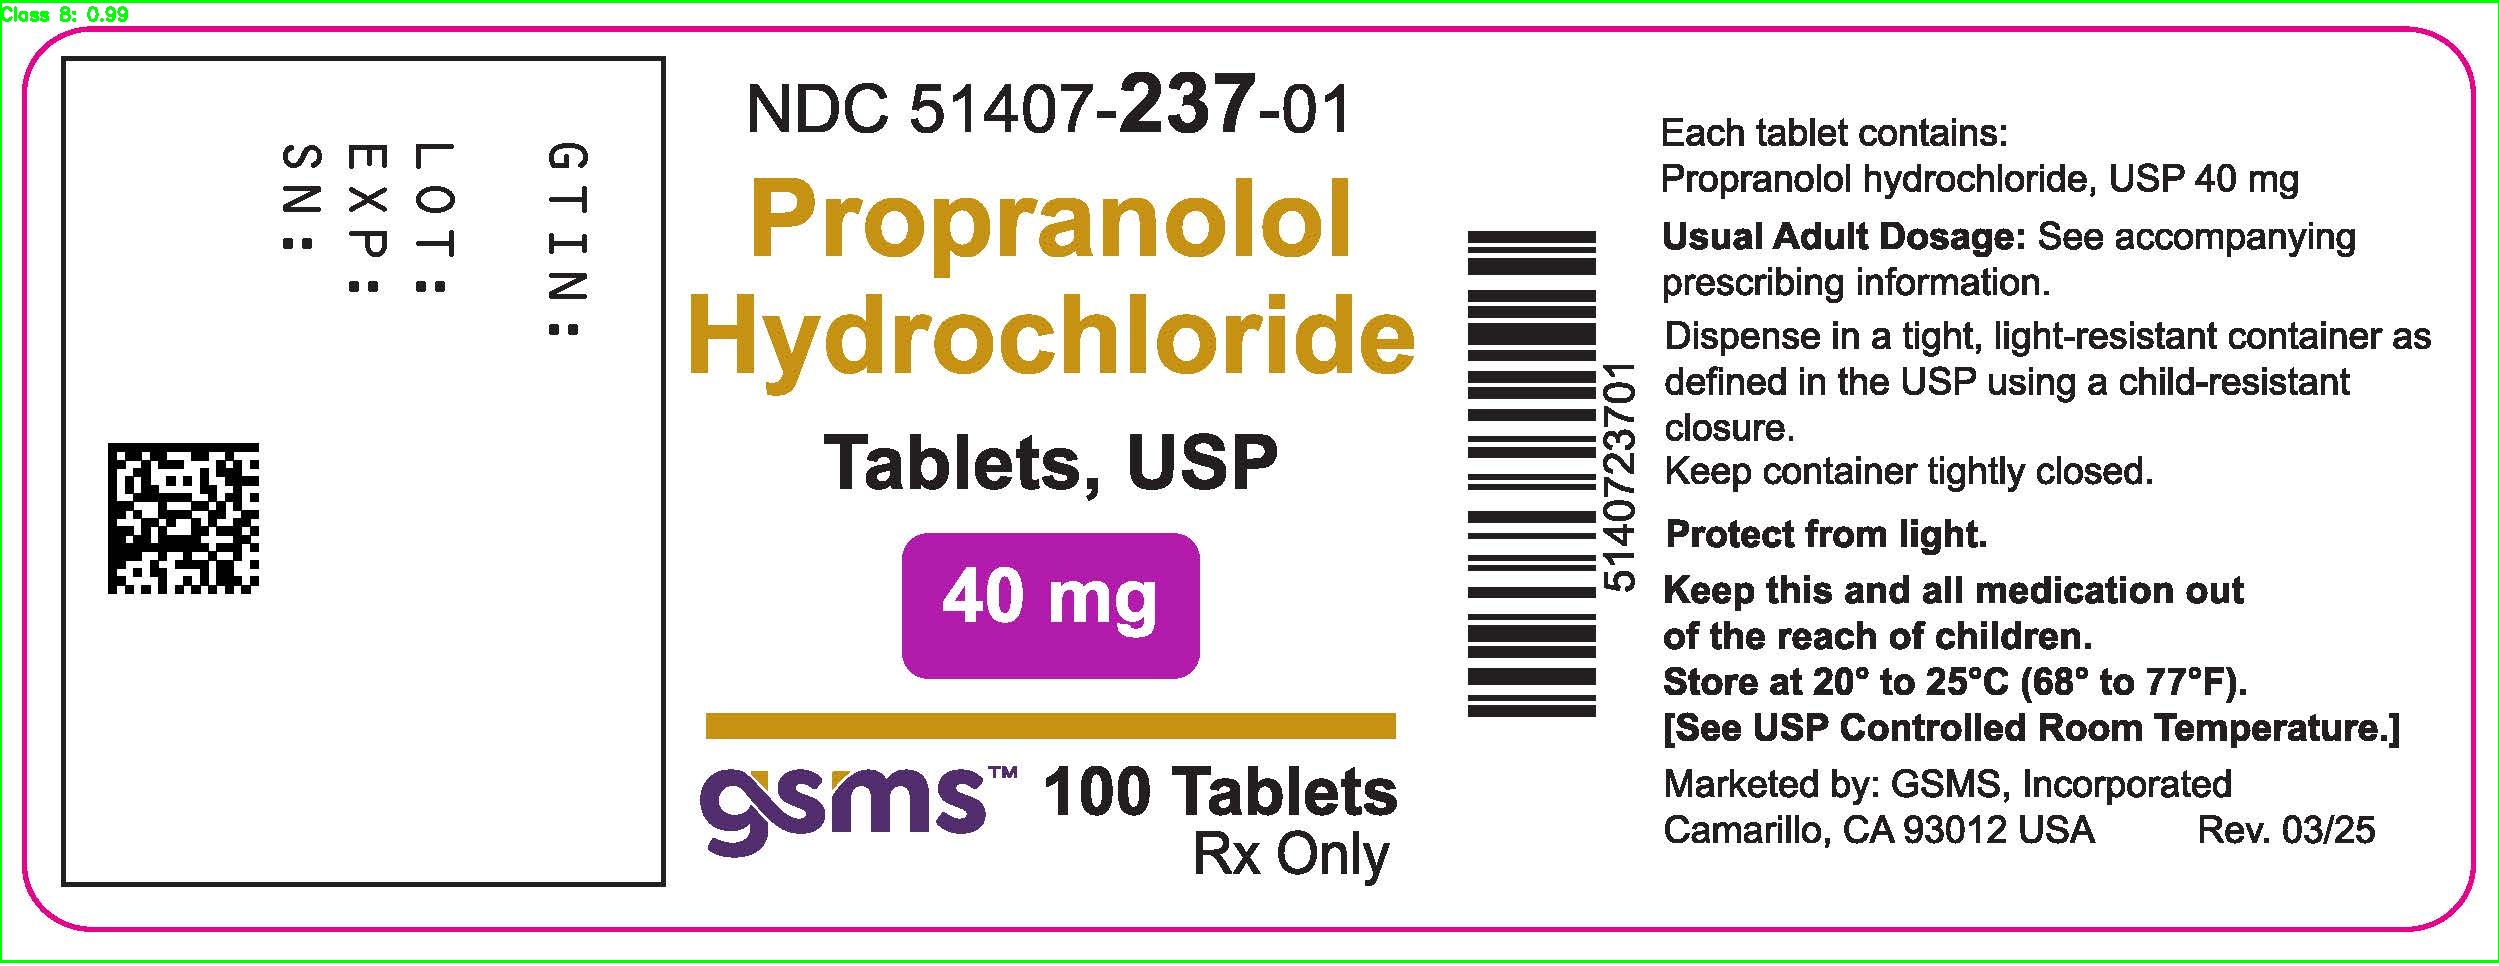 Class 8: 0.99
GTIN:
LOT:
EXP:
SN:
NDC 51407-237-01
Propranolol
Hydrochloride
Tablets, USP
40 mg
gsms™ 100 Tablets
Rx Only
5140723701
Each tablet contains:
Propranolol hydrochloride, USP 40 mg
Usual Adult Dosage: See accompanying
prescribing information.
Dispense in a tight, light-resistant container as
defined in the USP using a child-resistant
closure.
Keep container tightly closed.
Protect from light.
Keep this and all medication out
of the reach of children.
Store at 20° to 25°C (68° to 77°F).
[See USP Controlled Room Temperature.]
Marketed by: GSMS, Incorporated
Camarillo, CA 93012 USA Rev. 03/25